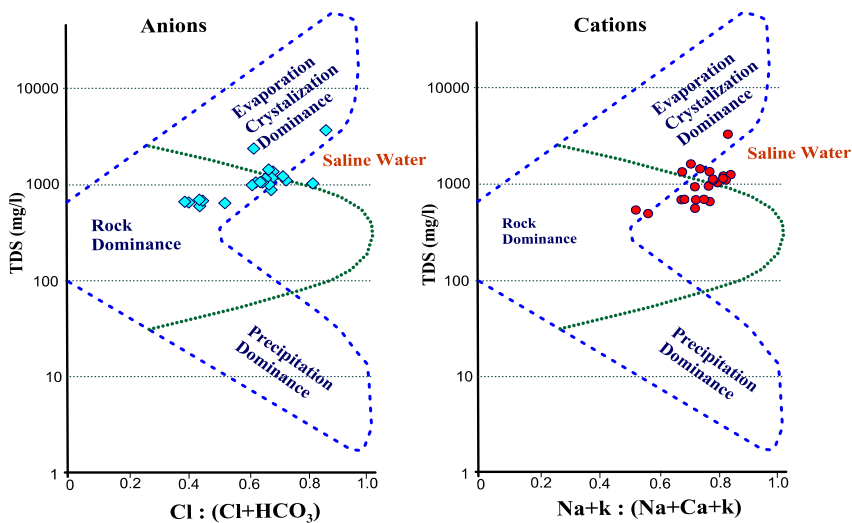 Anions
TDS (mg/l)
10000
1000
100
10
1
0
0.2
0.4
0.6
0.8
1.0
Evaporation
Crystalization
Dominance
Saline Water
Rock
Dominance
Precipitation
Dominance
Cl : (Cl+HCO₃)
Cations
TDS (mg/l)
10000
1000
100
10
1
0
0.2
0.4
0.6
0.8
1.0
Evaporation
Crystalization
Dominance
Saline Water
Rock
Dominance
Precipitation
Dominance
Na+k : (Na+Ca+k)